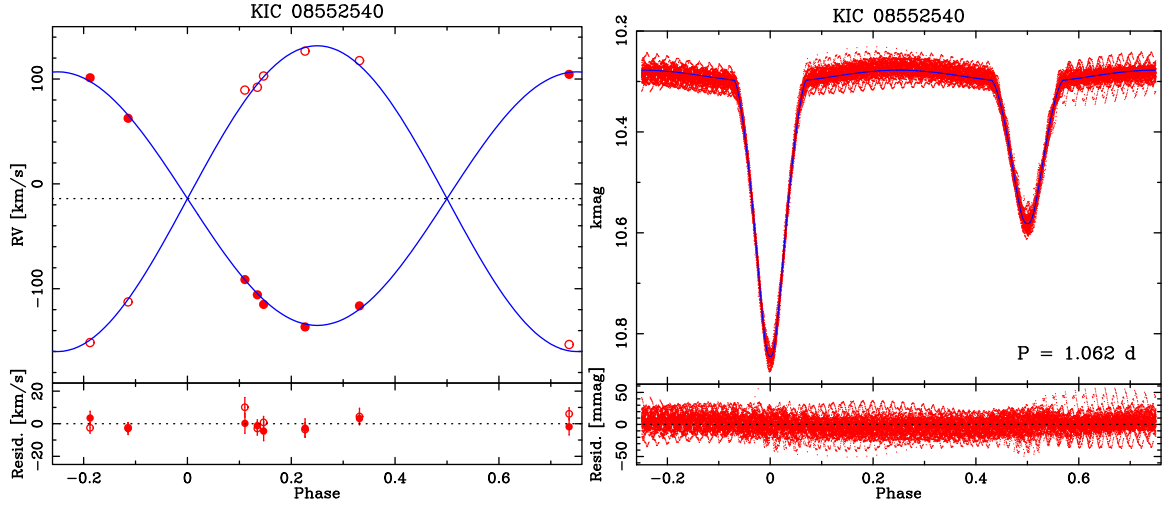 KIC 08552540
RV [km/s]
100
0
−100
Resid. [km/s]
20
0
−20
−0.2
0
0.2
0.4
0.6
Phase
KIC 08552540
kmag
10.2
10.4
10.6
10.8
P = 1.062 d
Resid. [mmag]
50
0
−50
−0.2
0
0.2
0.4
0.6
Phase